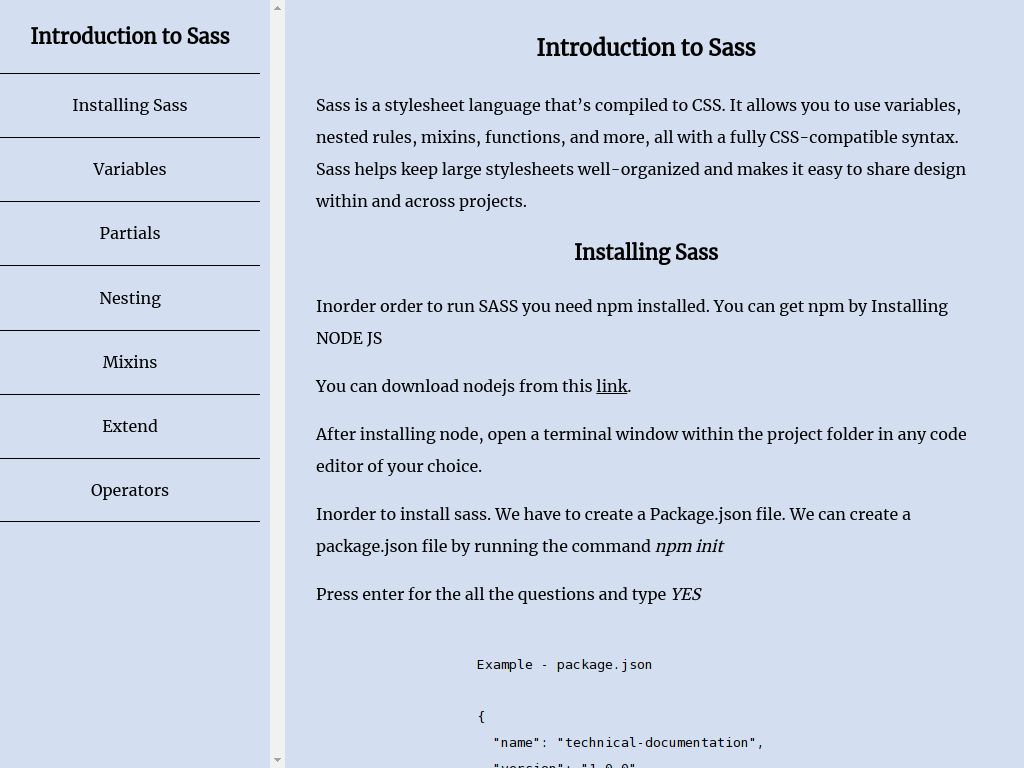 Introduction to Sass
Installing Sass
Variables
Partials
Nesting
Mixins
Extend
Operators
Introduction to Sass
Sass is a stylesheet language that’s compiled to CSS. It allows you to use variables,
nested rules, mixins, functions, and more, all with a fully CSS-compatible syntax.
Sass helps keep large stylesheets well-organized and makes it easy to share design
within and across projects.
Installing Sass
Inorder order to run SASS you need npm installed. You can get npm by Installing
NODE JS
You can download nodejs from this link.
After installing node, open a terminal window within the project folder in any code
editor of your choice.
Inorder to install sass. We have to create a Package.json file. We can create a
package.json file by running the command npm init
Press enter for the all the questions and type YES
Example - package.json
{
"name": "technical-documentation",
"version": "1.0.0",